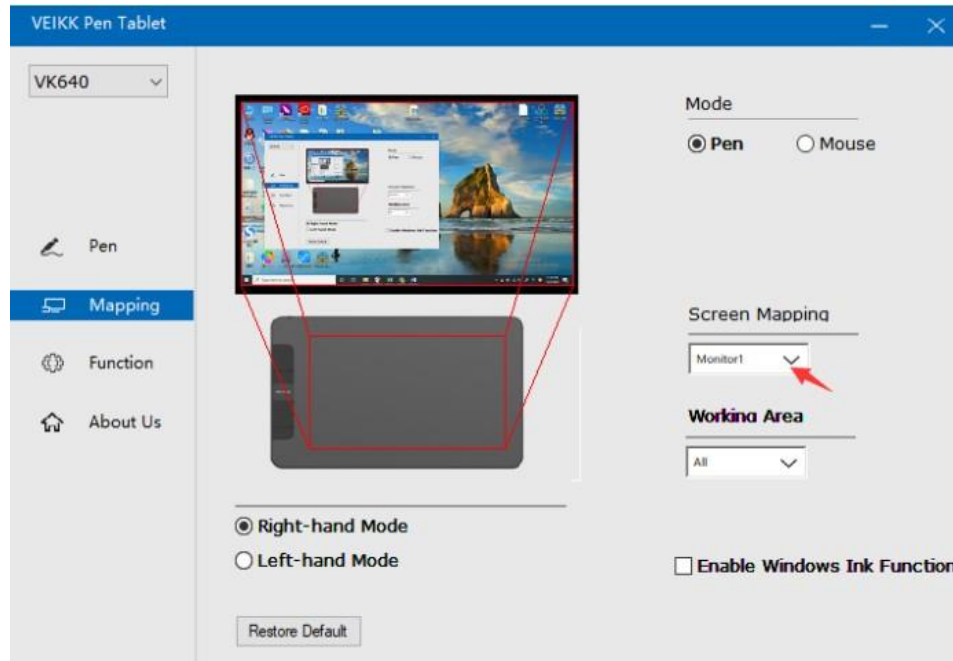 VEIKK Pen Tablet
VK640
Mode
Pen
Mouse
Pen
Mapping
Function
About Us
Screen Mapping
Monitor1
Working Area
All
Right-hand Mode
Left-hand Mode
Enable Windows Ink Function
Restore Default